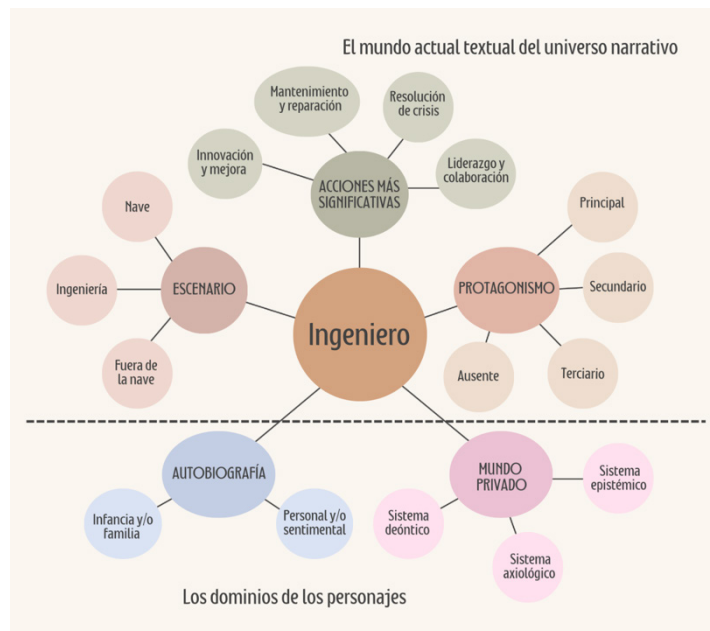 El mundo actual textual del universo narrativo
Mantenimiento
y reparación
Resolución
de crisis
Innovación
y mejora
Liderazgo y
colaboración
ACCIONES MÁS
SIGNIFICATIVAS
Nave
Ingeniería
Fuera de
la nave
ESCENARIO
Ingeniero
PROTAGONISMO
Principal
Secundario
Terciario
Ausente
AUTOBIOGRAFÍA
Infancia y/o
familia
Personal y/o
sentimental
MUNDO
PRIVADO
Sistema
deóntico
Sistema
axiológico
Sistema
epistémico
Los dominios de los personajes